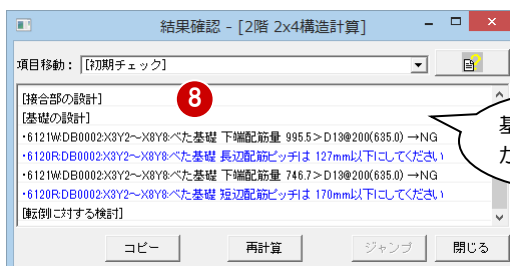 結果確認 - [2階 2x4構造計算]
項目移動： [初期チェック]
8
[接合部の設計]
[基礎の設計]
・6121W:DB0002:X3Y2～X8Y8:べた基礎 下端配筋量 995.5＞D13@200(635.0) →NG
・6120R:DB0002:X3Y2～X8Y8:べた基礎 長辺配筋ピッチは 127mm以下にしてください
・6121W:DB0002:X3Y2～X8Y8:べた基礎 下端配筋量 746.7＞D13@200(635.0) →NG
・6120R:DB0002:X3Y2～X8Y8:べた基礎 短辺配筋ピッチは 170mm以下にしてください
[転倒に対する検討]
コピー 再計算 ジャンプ 閉じる